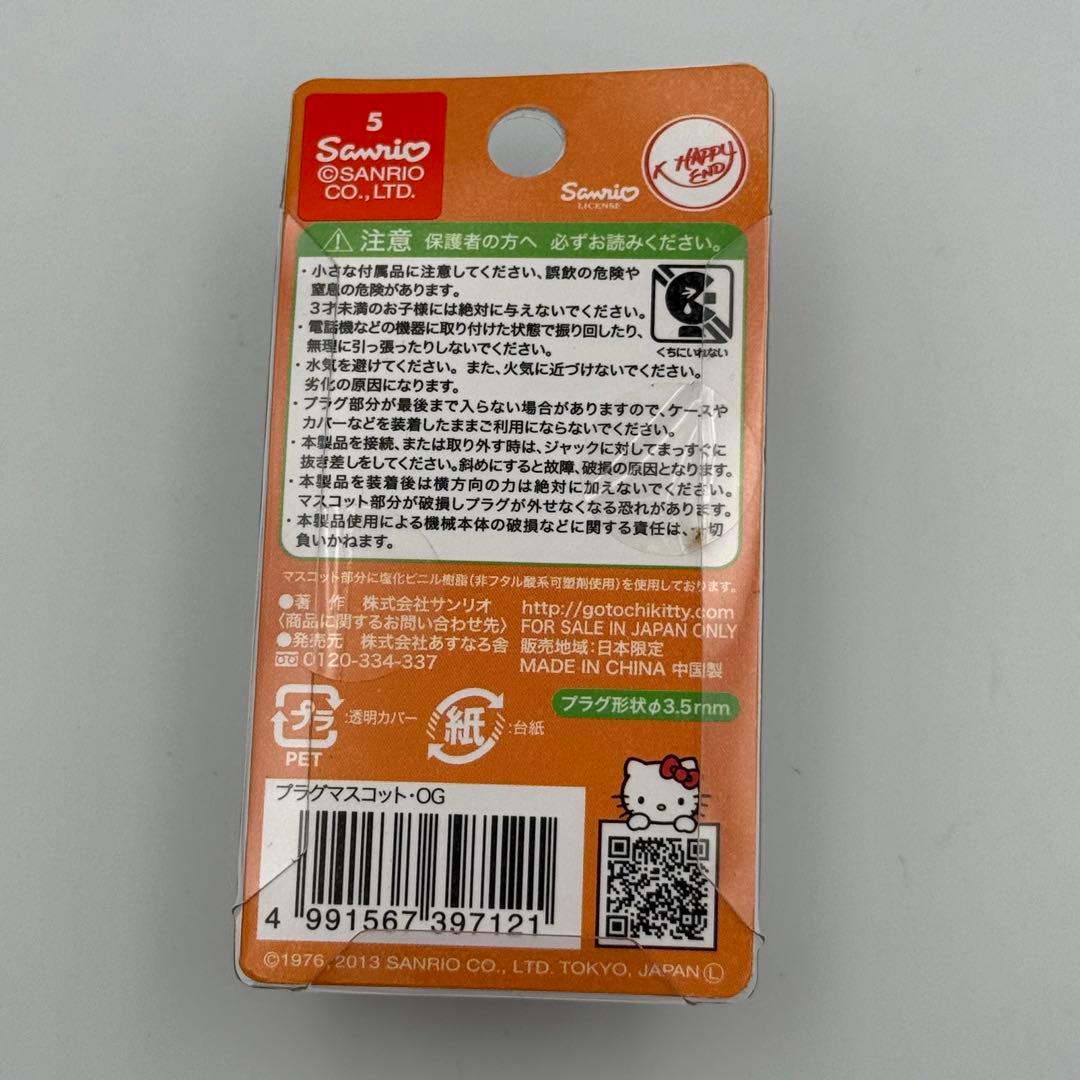 5
Sanrio
©SANRIO
CO., LTD.
Sanrio
LICENSE
K HAPPY
END
⚠ 注意 保護者の方へ 必ずお読みください。
・小さな付属品に注意してください、誤飲の危険や
窒息の危険があります。
3才未満のお子様には絶対に与えないでください。
・電話機などの機器に取り付けた状態で振り回したり、
無理に引っ張ったりしないでください。
くちにいれない
・水気を避けてください。また、火気に近づけないでください。
劣化の原因になります。
・プラグ部分が最後まで入らない場合がありますので、ケースや
カバーなどを装着したままご利用にならないでください。
・本製品を接続、または取り外す時は、ジャックに対してまっすぐに
抜き差しをしてください。斜めにすると故障、破損の原因となります。
・本製品を装着後は横方向の力は絶対に加えないでください。
マスコット部分が破損しプラグが外せなくなる恐れがあります。
・本製品使用による機械本体の破損などに関する責任は、一切
負いかねます。
マスコット部分に塩化ビニル樹脂(非フタル酸系可塑剤使用)を使用しております。
●著 作 株式会社サンリオ
〈商品に関するお問い合わせ先〉
●発売元 株式会社あすなろ舎
0120-334-337
http://gotochikitty.com
FOR SALE IN JAPAN ONLY
販売地域:日本限定
MADE IN CHINA 中国製
プラ
:透明カバー
PET
紙
:台紙
プラグ形状φ3.5mm
プラグマスコット・OG
4 991567 397121
©1976, 2013 SANRIO CO., LTD. TOKYO, JAPAN Ⓛ